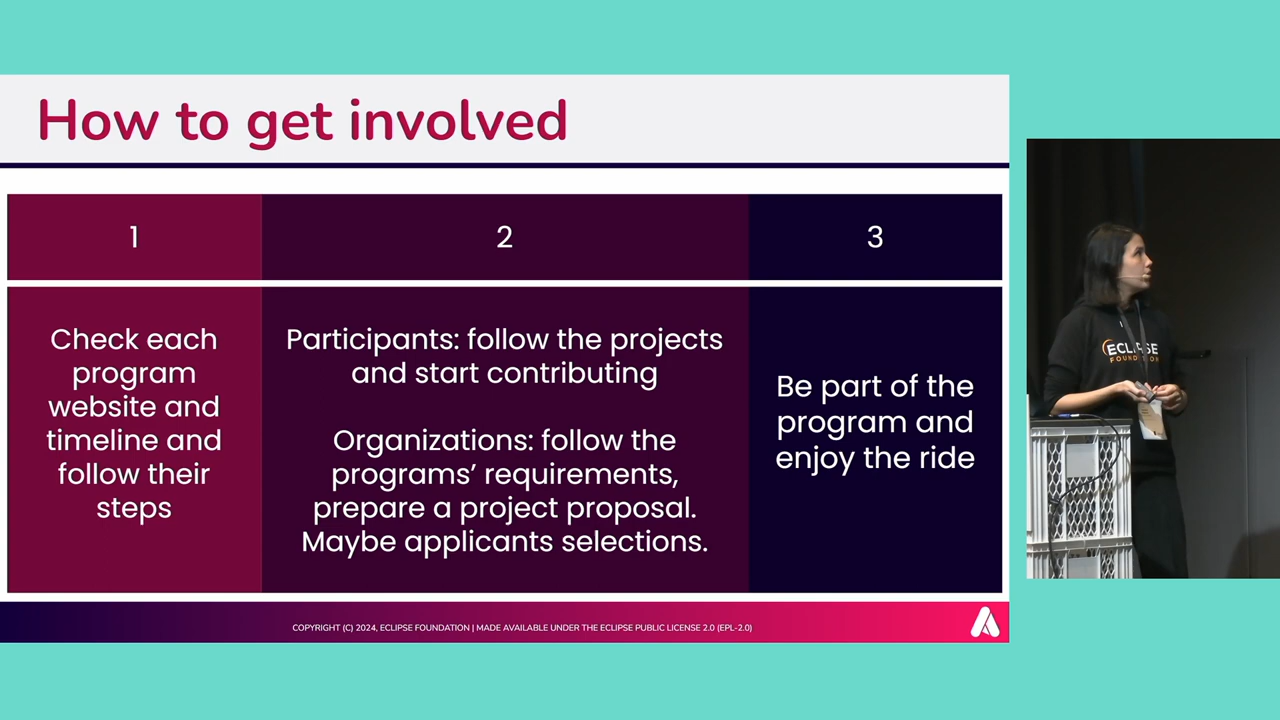 How to get involved
1
2
3
Check each
program
website and
timeline and
follow their
steps
Participants: follow the projects
and start contributing
Organizations: follow the
programs’ requirements,
prepare a project proposal.
Maybe applicants selections.
Be part of the
program and
enjoy the ride
COPYRIGHT (C) 2024, ECLIPSE FOUNDATION | MADE AVAILABLE UNDER THE ECLIPSE PUBLIC LICENSE 2.0 (EPL-2.0)